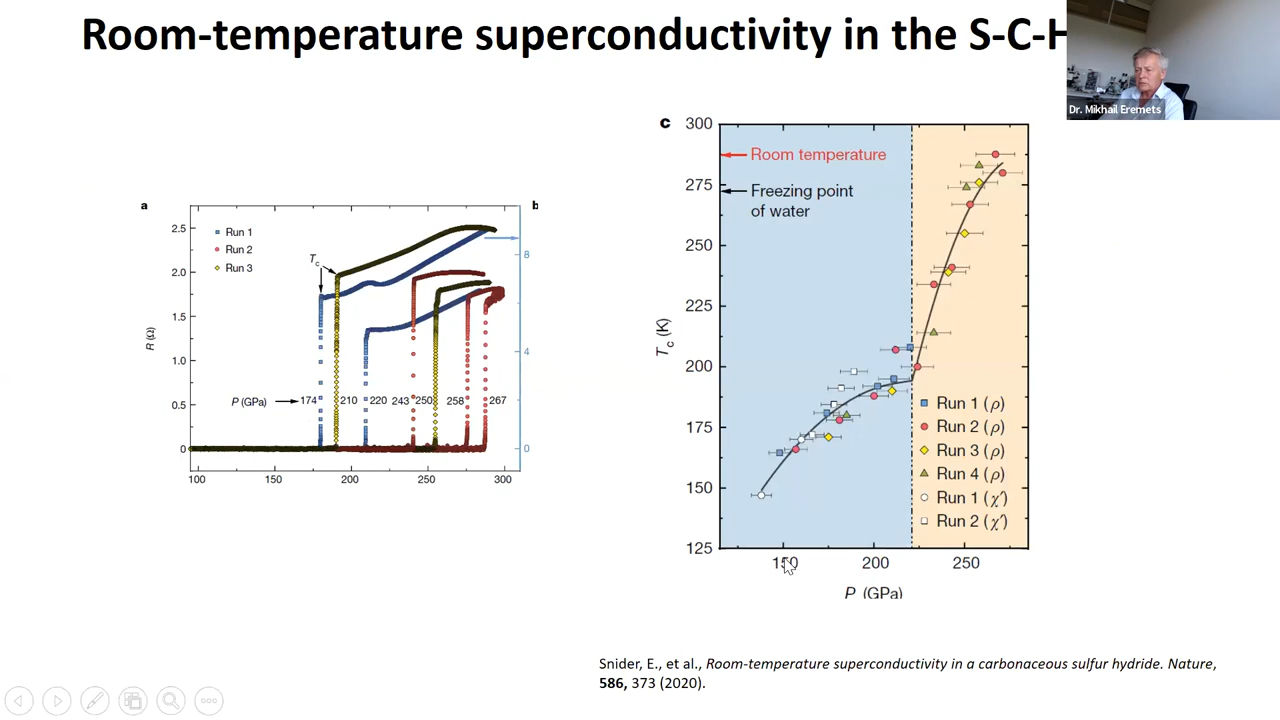 Room-temperature superconductivity in the S-C-H
Dr. Mikhail Eremets
a
b
2.5
2.0
1.5
1.0
0.5
0
R (Ω)
Run 1
Run 2
Run 3
Tc
P (GPa) 174 210 220 243 250 258 267
8
4
0
100 150 200 250 300
c
300
275
250
225
200
175
150
125
Tc (K)
Room temperature
Freezing point
of water
Run 1 (ρ)
Run 2 (ρ)
Run 3 (ρ)
Run 4 (ρ)
Run 1 (χ′)
Run 2 (χ′)
150 200 250
P (GPa)
Snider, E., et al., Room-temperature superconductivity in a carbonaceous sulfur hydride. Nature,
586, 373 (2020).